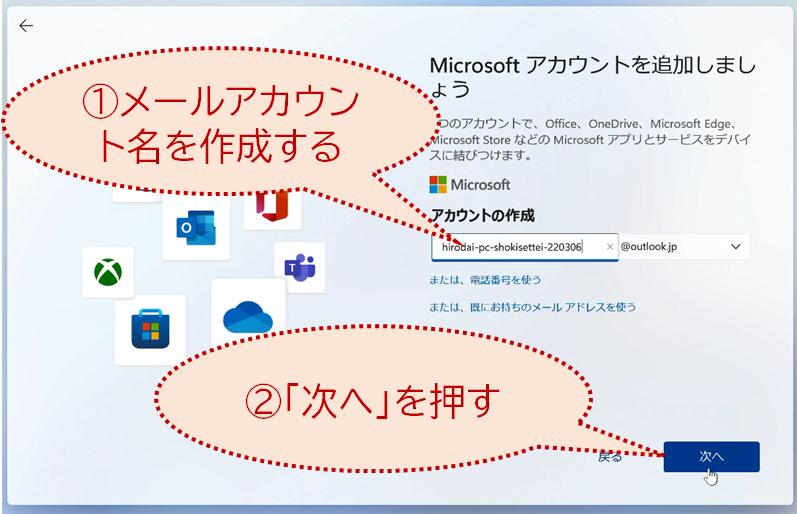 Microsoft アカウントを追加しまし
ょう
①メールアカウン
ト名を作成する
つのアカウントで、Office、OneDrive、Microsoft Edge、
Microsoft Store などの Microsoft アプリとサービスをデバイ
スに結びつけます。
Microsoft
アカウントの作成
hirodai-pc-shokisettei-220306 × @outlook.jp
または、電話番号を使う
または、既にお持ちのメール アドレスを使う
②「次へ」を押す
戻る
次へ